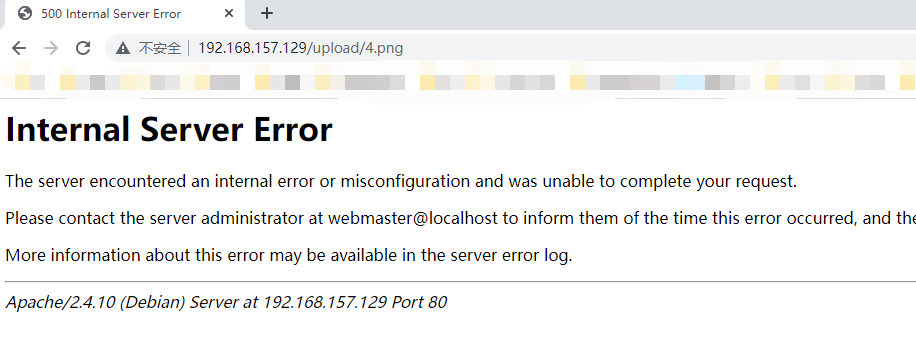 500 Internal Server Error
不安全 192.168.157.129/upload/4.png
Internal Server Error
The server encountered an internal error or misconfiguration and was unable to complete your request.
Please contact the server administrator at webmaster@localhost to inform them of the time this error occurred, and the
More information about this error may be available in the server error log.
Apache/2.4.10 (Debian) Server at 192.168.157.129 Port 80